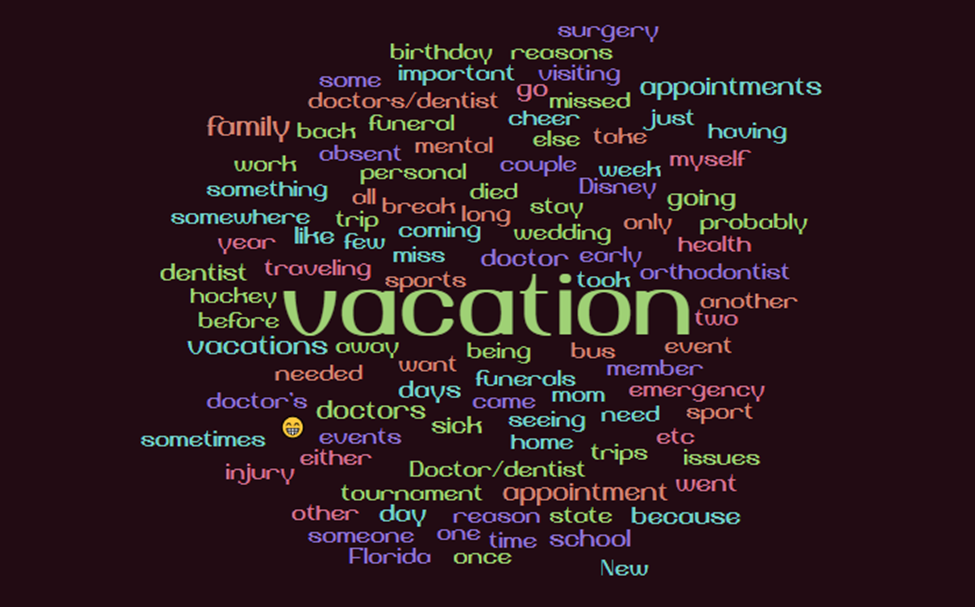 surgery
birthday reasons
some important visiting
doctors/dentist go missed appointments
family back funeral cheer else take just having
work absent mental couple week myself
something personal died Disney going
somewhere trip all break long stay only probably
year like few coming wedding health
dentist traveling miss doctor early orthodontist
hockey sports took another
before vacation two
vacations away being bus event
needed want funerals member
doctor's days came mom emergency
doctors sick seeing need sport
sometimes 😁 events home etc
injury either Doctor/dentist trips issues
tournament appointment went
other day reason state because
someone one time school
Florida once New